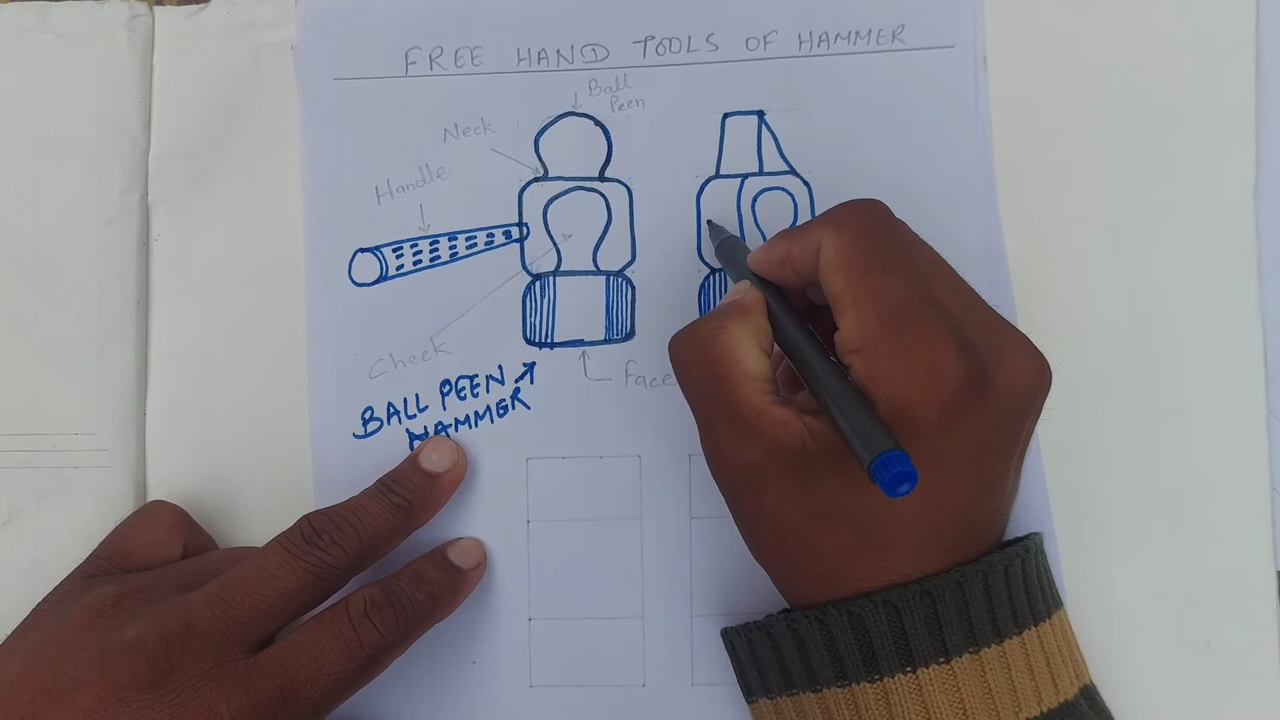 FREE HAND TOOLS OF HAMMER
Ball
Peen
Neck
Handle
Cheek
Face
BALL PEEN
HAMMER